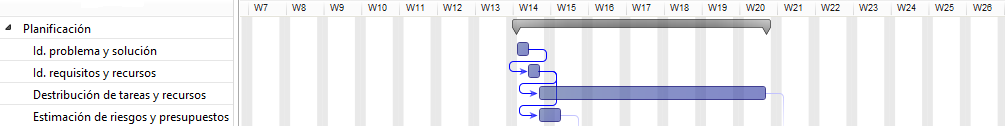 W7 W8 W9 W10 W11 W12 W13 W14 W15 W16 W17 W18 W19 W20 W21 W22 W23 W24 W25 W26
Planificación
Id. problema y solución
Id. requisitos y recursos
Distribución de tareas y recursos
Estimación de riesgos y presupuestos